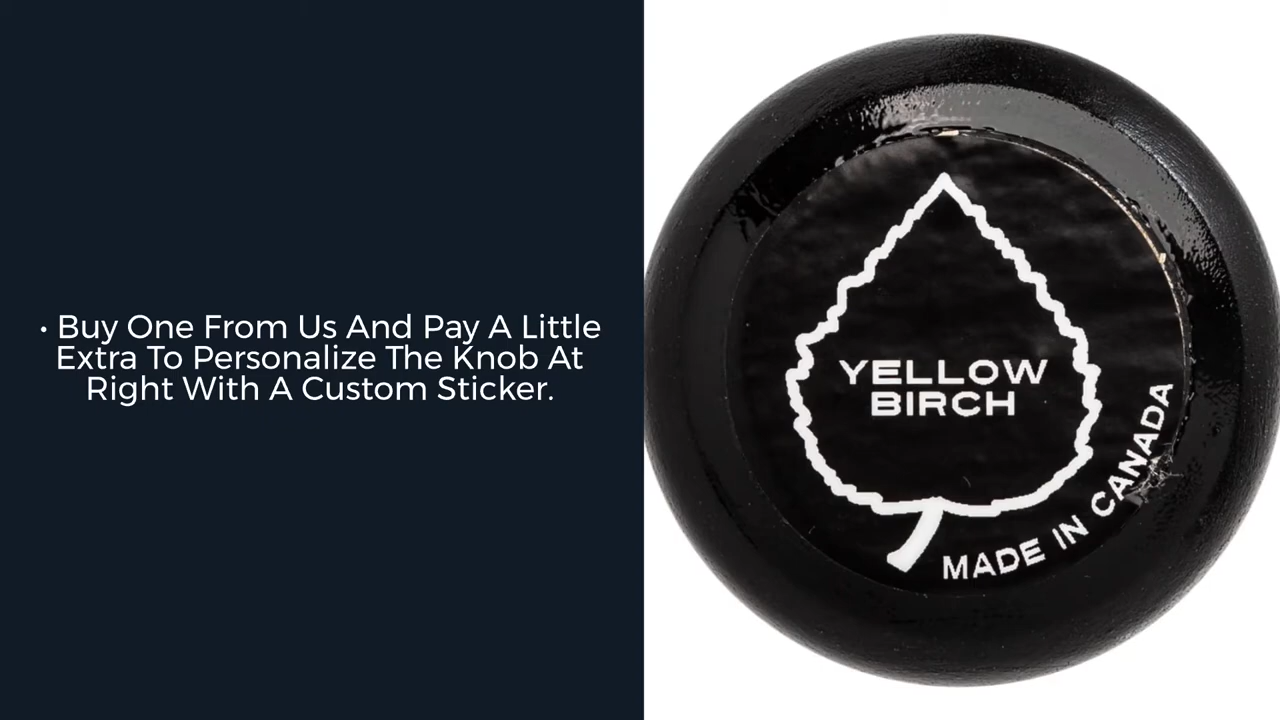 • Buy One From Us And Pay A Little
Extra To Personalize The Knob At
Right With A Custom Sticker.
YELLOW
BIRCH
MADE IN CANADA